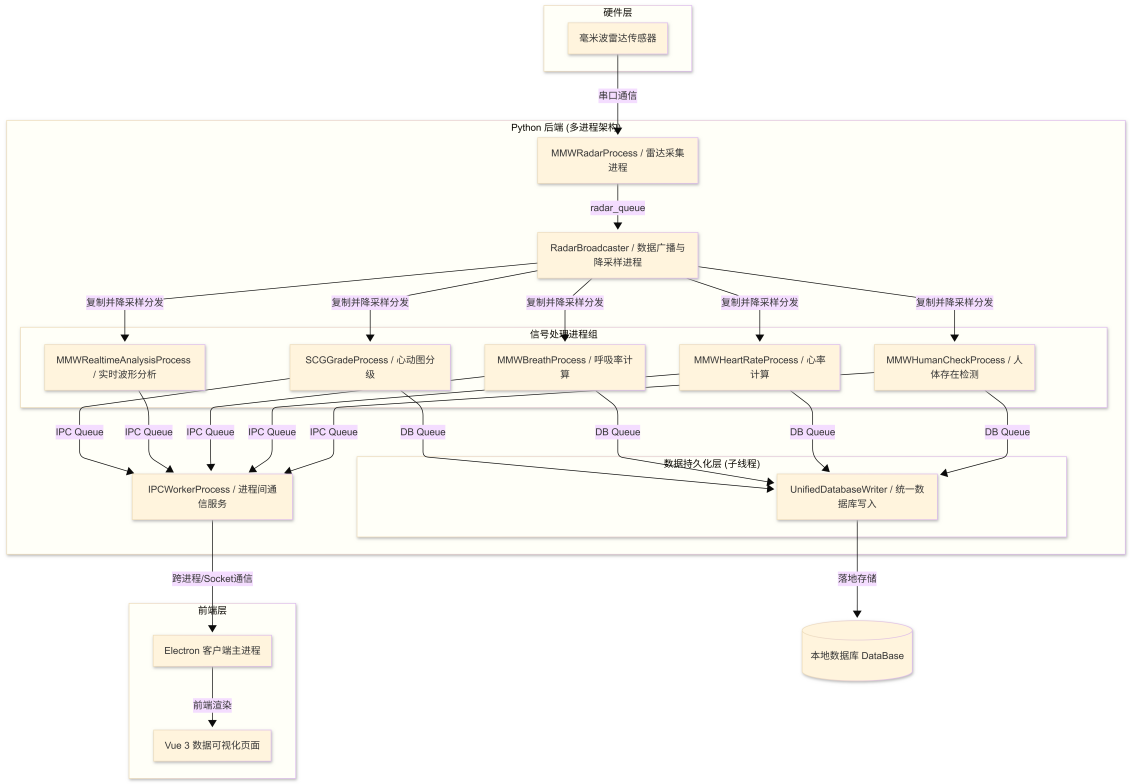 硬件层
毫米波雷达传感器
串口通信
Python 后端 (多进程架构)
MMWRadarProcess / 雷达采集
进程
radar_queue
RadarBroadcaster / 数据广播与
降采样进程
复制并降采样分发
复制并降采样分发
复制并降采样分发
复制并降采样分发
复制并降采样分发
信号处理进程组
MMWRealtimeAnalysisProcess
/ 实时波形分析
SCGGradeProcess / 心动图分
级
MMWBreathProcess / 呼吸率计
算
MMWHeartRateProcess / 心率
计算
MMWHumanCheckProcess / 人
体存在检测
IPC Queue
IPC Queue
IPC Queue
IPC Queue
IPC Queue
DB Queue
DB Queue
DB Queue
DB Queue
数据持久化层 (子线程)
IPCWorkerProcess / 进程间通
信服务
UnifiedDatabaseWriter / 统一数
据库写入
跨进程/Socket通信
落地存储
前端层
Electron 客户端主进程
本地数据库 DataBase
前端渲染
Vue 3 数据可视化页面